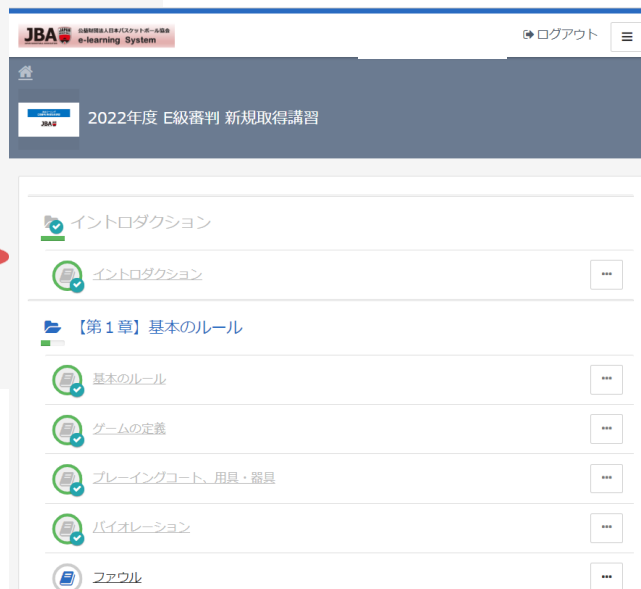 JBA 公益財団法人日本バスケットボール協会
e-learning System
ログアウト
JBA
2022年度 E級審判 新規取得講習
イントロダクション
イントロダクション
【第１章】基本のルール
基本のルール
ゲームの定義
プレーイングコート、用具・器具
バイオレーション
ファウル